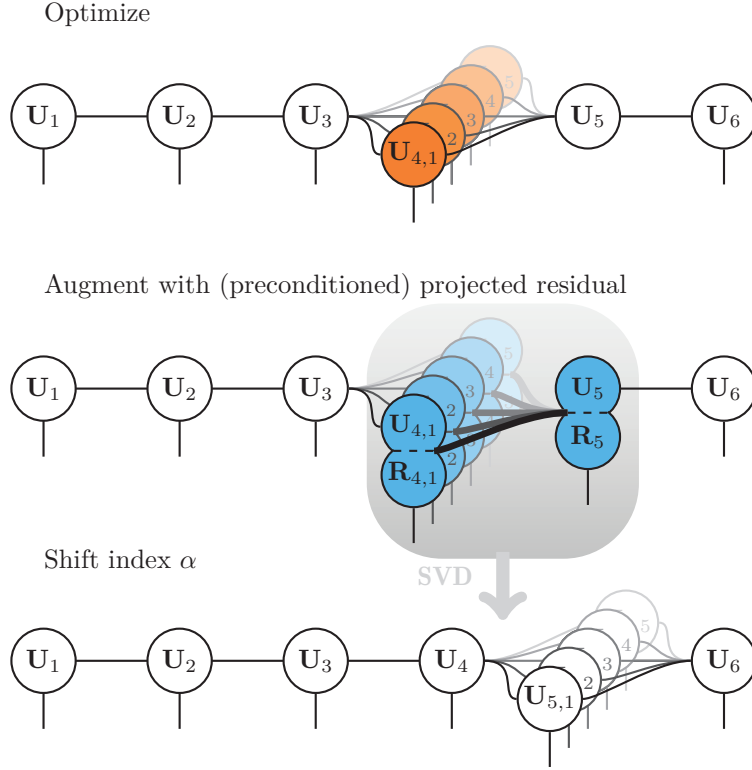 Optimize
U₁ U₂ U₃ U₄,₁ 2 3 4 5 U₅ U₆
Augment with (preconditioned) projected residual
U₁ U₂ U₃ U₄,₁ 2 3 4 5 U₅ U₆
R₄,₁ 2 R₅
Shift index α
SVD
U₁ U₂ U₃ U₄ U₅,₁ 2 3 4 5 U₆